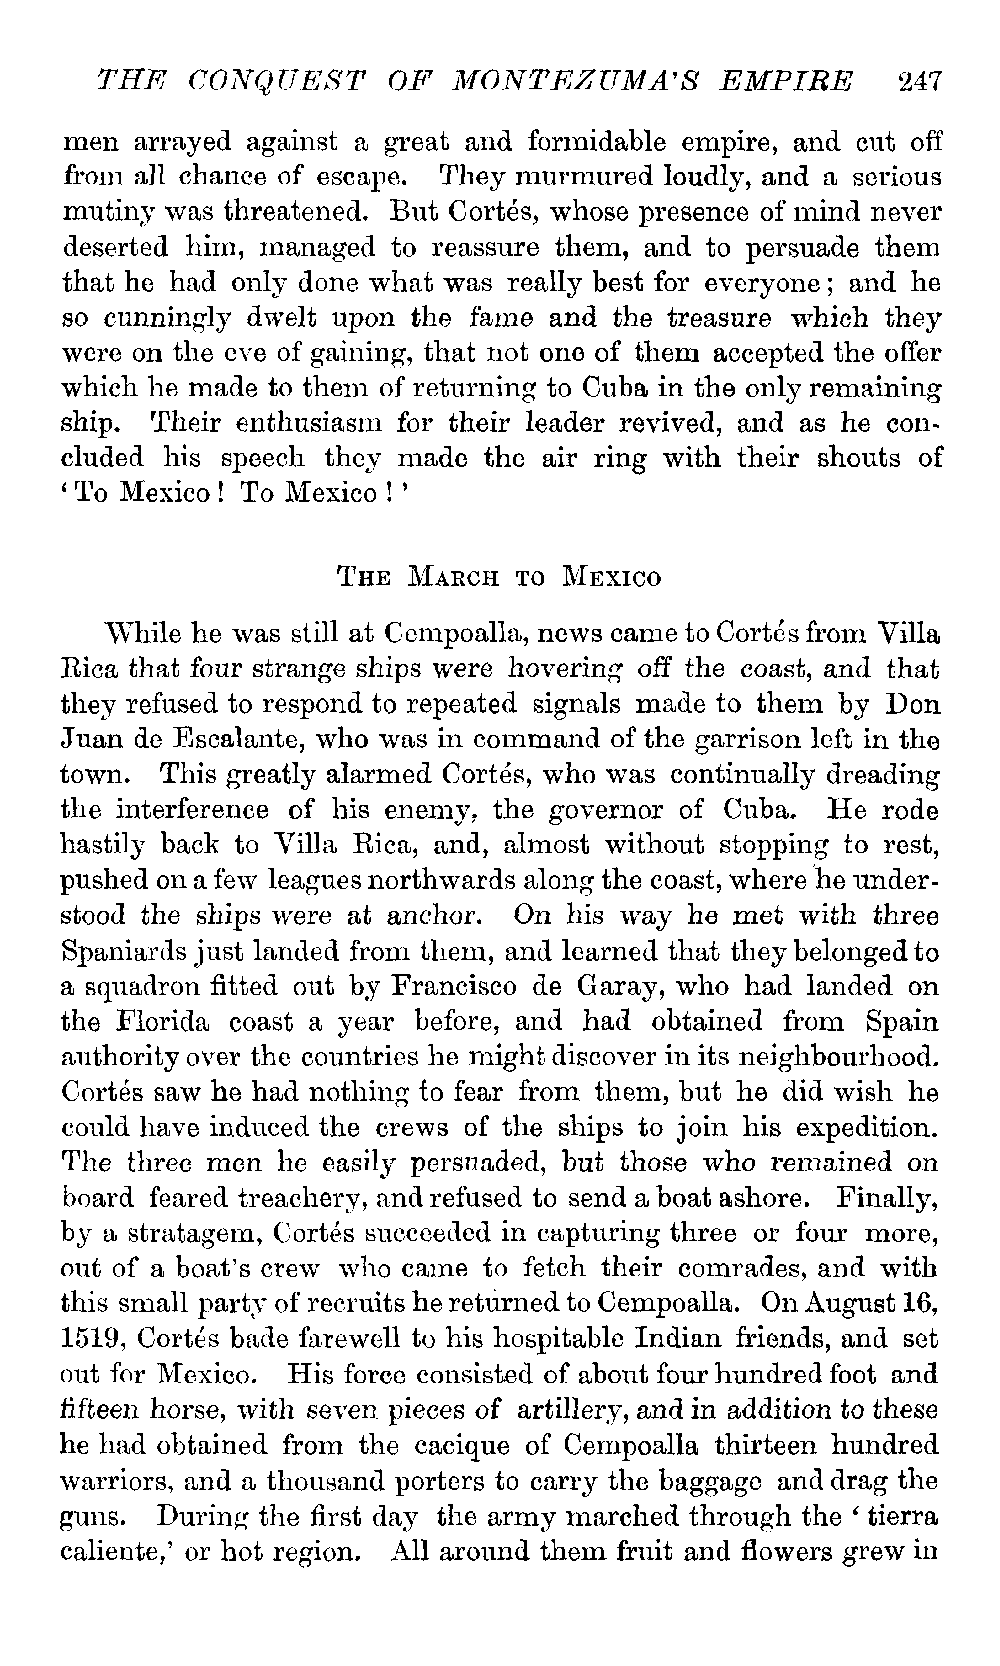 THE CONQUEST OF MONTEZUMA'S EMPIRE 247
men arrayed against a great and formidable empire, and cut off
from all chance of escape. They murmured loudly, and a serious
mutiny was threatened. But Cortés, whose presence of mind never
deserted him, managed to reassure them, and to persuade them
that he had only done what was really best for everyone; and he
so cunningly dwelt upon the fame and the treasure which they
were on the eve of gaining, that not one of them accepted the offer
which he made to them of returning to Cuba in the only remaining
ship. Their enthusiasm for their leader revived, and as he con-
cluded his speech they made the air ring with their shouts of
‘To Mexico! To Mexico!’
THE MARCH TO MEXICO
While he was still at Cempoalla, news came to Cortés from Villa
Rica that four strange ships were hovering off the coast, and that
they refused to respond to repeated signals made to them by Don
Juan de Escalante, who was in command of the garrison left in the
town. This greatly alarmed Cortés, who was continually dreading
the interference of his enemy, the governor of Cuba. He rode
hastily back to Villa Rica, and, almost without stopping to rest,
pushed on a few leagues northwards along the coast, where he under-
stood the ships were at anchor. On his way he met with three
Spaniards just landed from them, and learned that they belonged to
a squadron fitted out by Francisco de Garay, who had landed on
the Florida coast a year before, and had obtained from Spain
authority over the countries he might discover in its neighbourhood.
Cortés saw he had nothing to fear from them, but he did wish he
could have induced the crews of the ships to join his expedition.
The three men he easily persuaded, but those who remained on
board feared treachery, and refused to send a boat ashore. Finally,
by a stratagem, Cortés succeeded in capturing three or four more,
out of a boat's crew who came to fetch their comrades, and with
this small party of recruits he returned to Cempoalla. On August 16,
1519, Cortés bade farewell to his hospitable Indian friends, and set
out for Mexico. His force consisted of about four hundred foot and
fifteen horse, with seven pieces of artillery, and in addition to these
he had obtained from the cacique of Cempoalla thirteen hundred
warriors, and a thousand porters to carry the baggage and drag the
guns. During the first day the army marched through the ‘tierra
caliente,’ or hot region. All around them fruit and flowers grew in